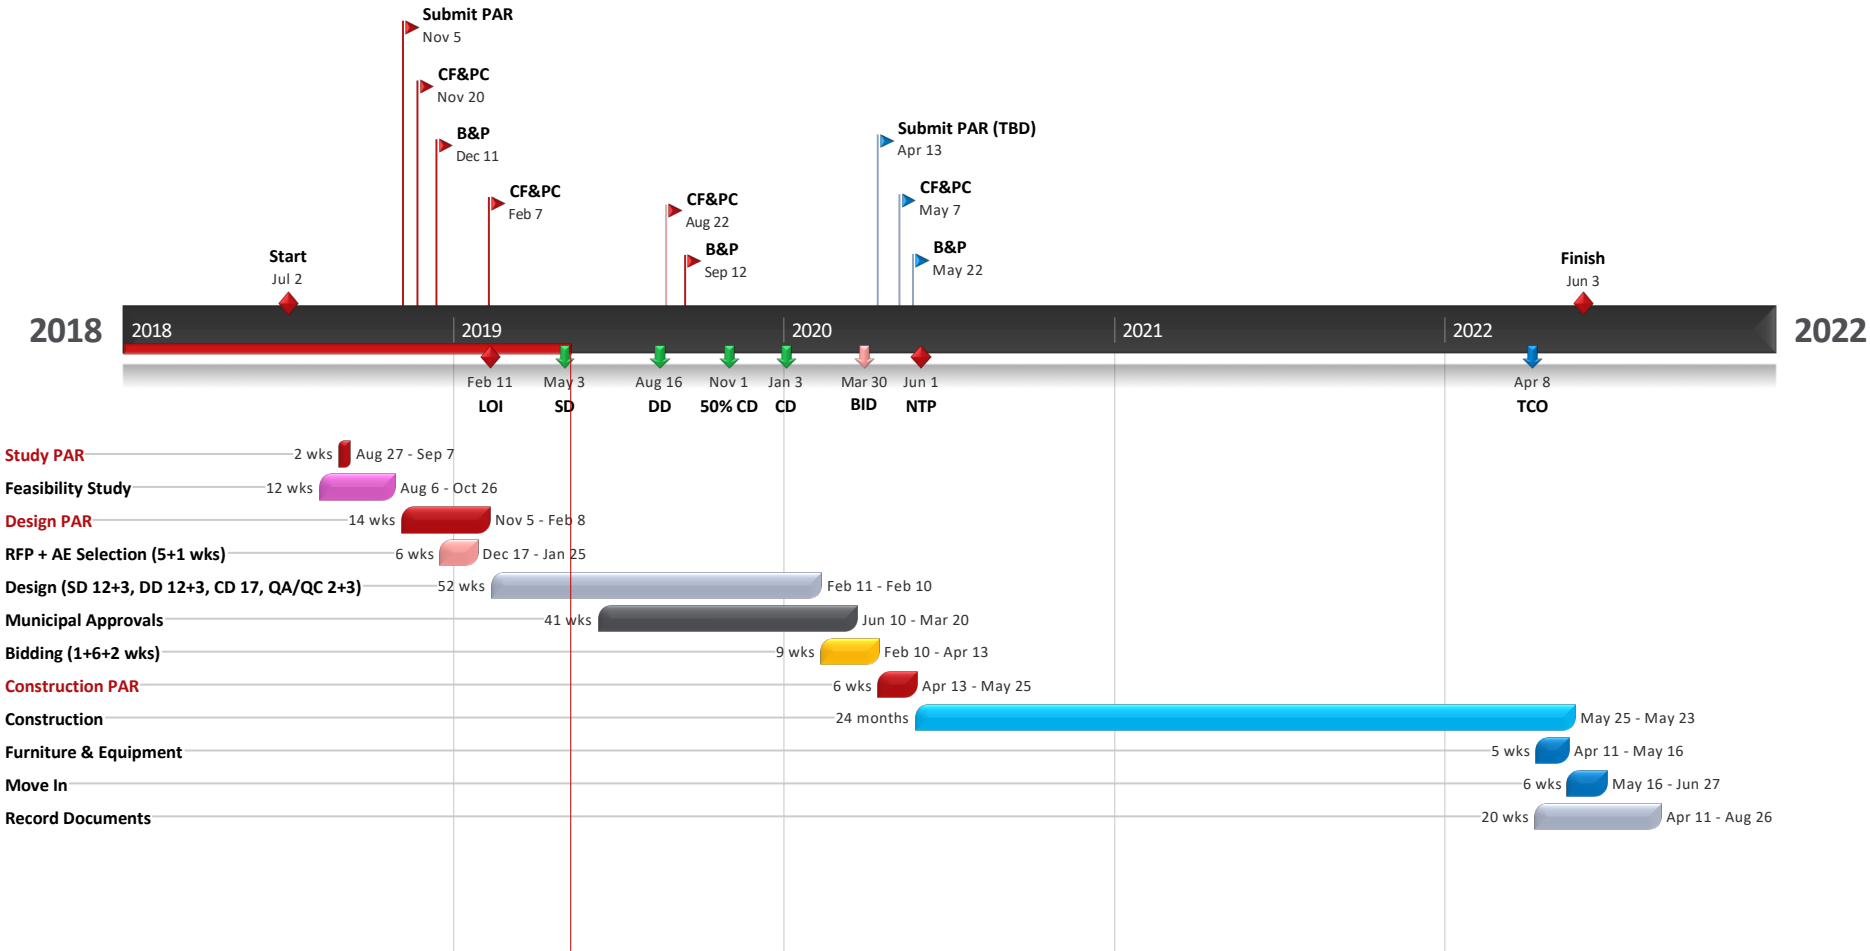 Submit PAR
Nov 5
CF&PC
Nov 20
B&P
Dec 11
CF&PC
Feb 7
CF&PC
Aug 22
B&P
Sep 12
Submit PAR (TBD)
Apr 13
CF&PC
May 7
B&P
May 22
Start
Jul 2
Finish
Jun 3
2018
2018
2019
2020
2021
2022
2022
Feb 11
LOI
May 3
SD
Aug 16
DD
Nov 1
50% CD
Jan 3
CD
Mar 30
BID
Jun 1
NTP
Apr 8
TCO
Study PAR 2 wks Aug 27 - Sep 7
Feasibility Study 12 wks Aug 6 - Oct 26
Design PAR 14 wks Nov 5 - Feb 8
RFP + AE Selection (5+1 wks) 6 wks Dec 17 - Jan 25
Design (SD 12+3, DD 12+3, CD 17, QA/QC 2+3) 52 wks Feb 11 - Feb 10
Municipal Approvals 41 wks Jun 10 - Mar 20
Bidding (1+6+2 wks) 9 wks Feb 10 - Apr 13
Construction PAR 6 wks Apr 13 - May 25
Construction 24 months May 25 - May 23
Furniture & Equipment 5 wks Apr 11 - May 16
Move In 6 wks May 16 - Jun 27
Record Documents 20 wks Apr 11 - Aug 26